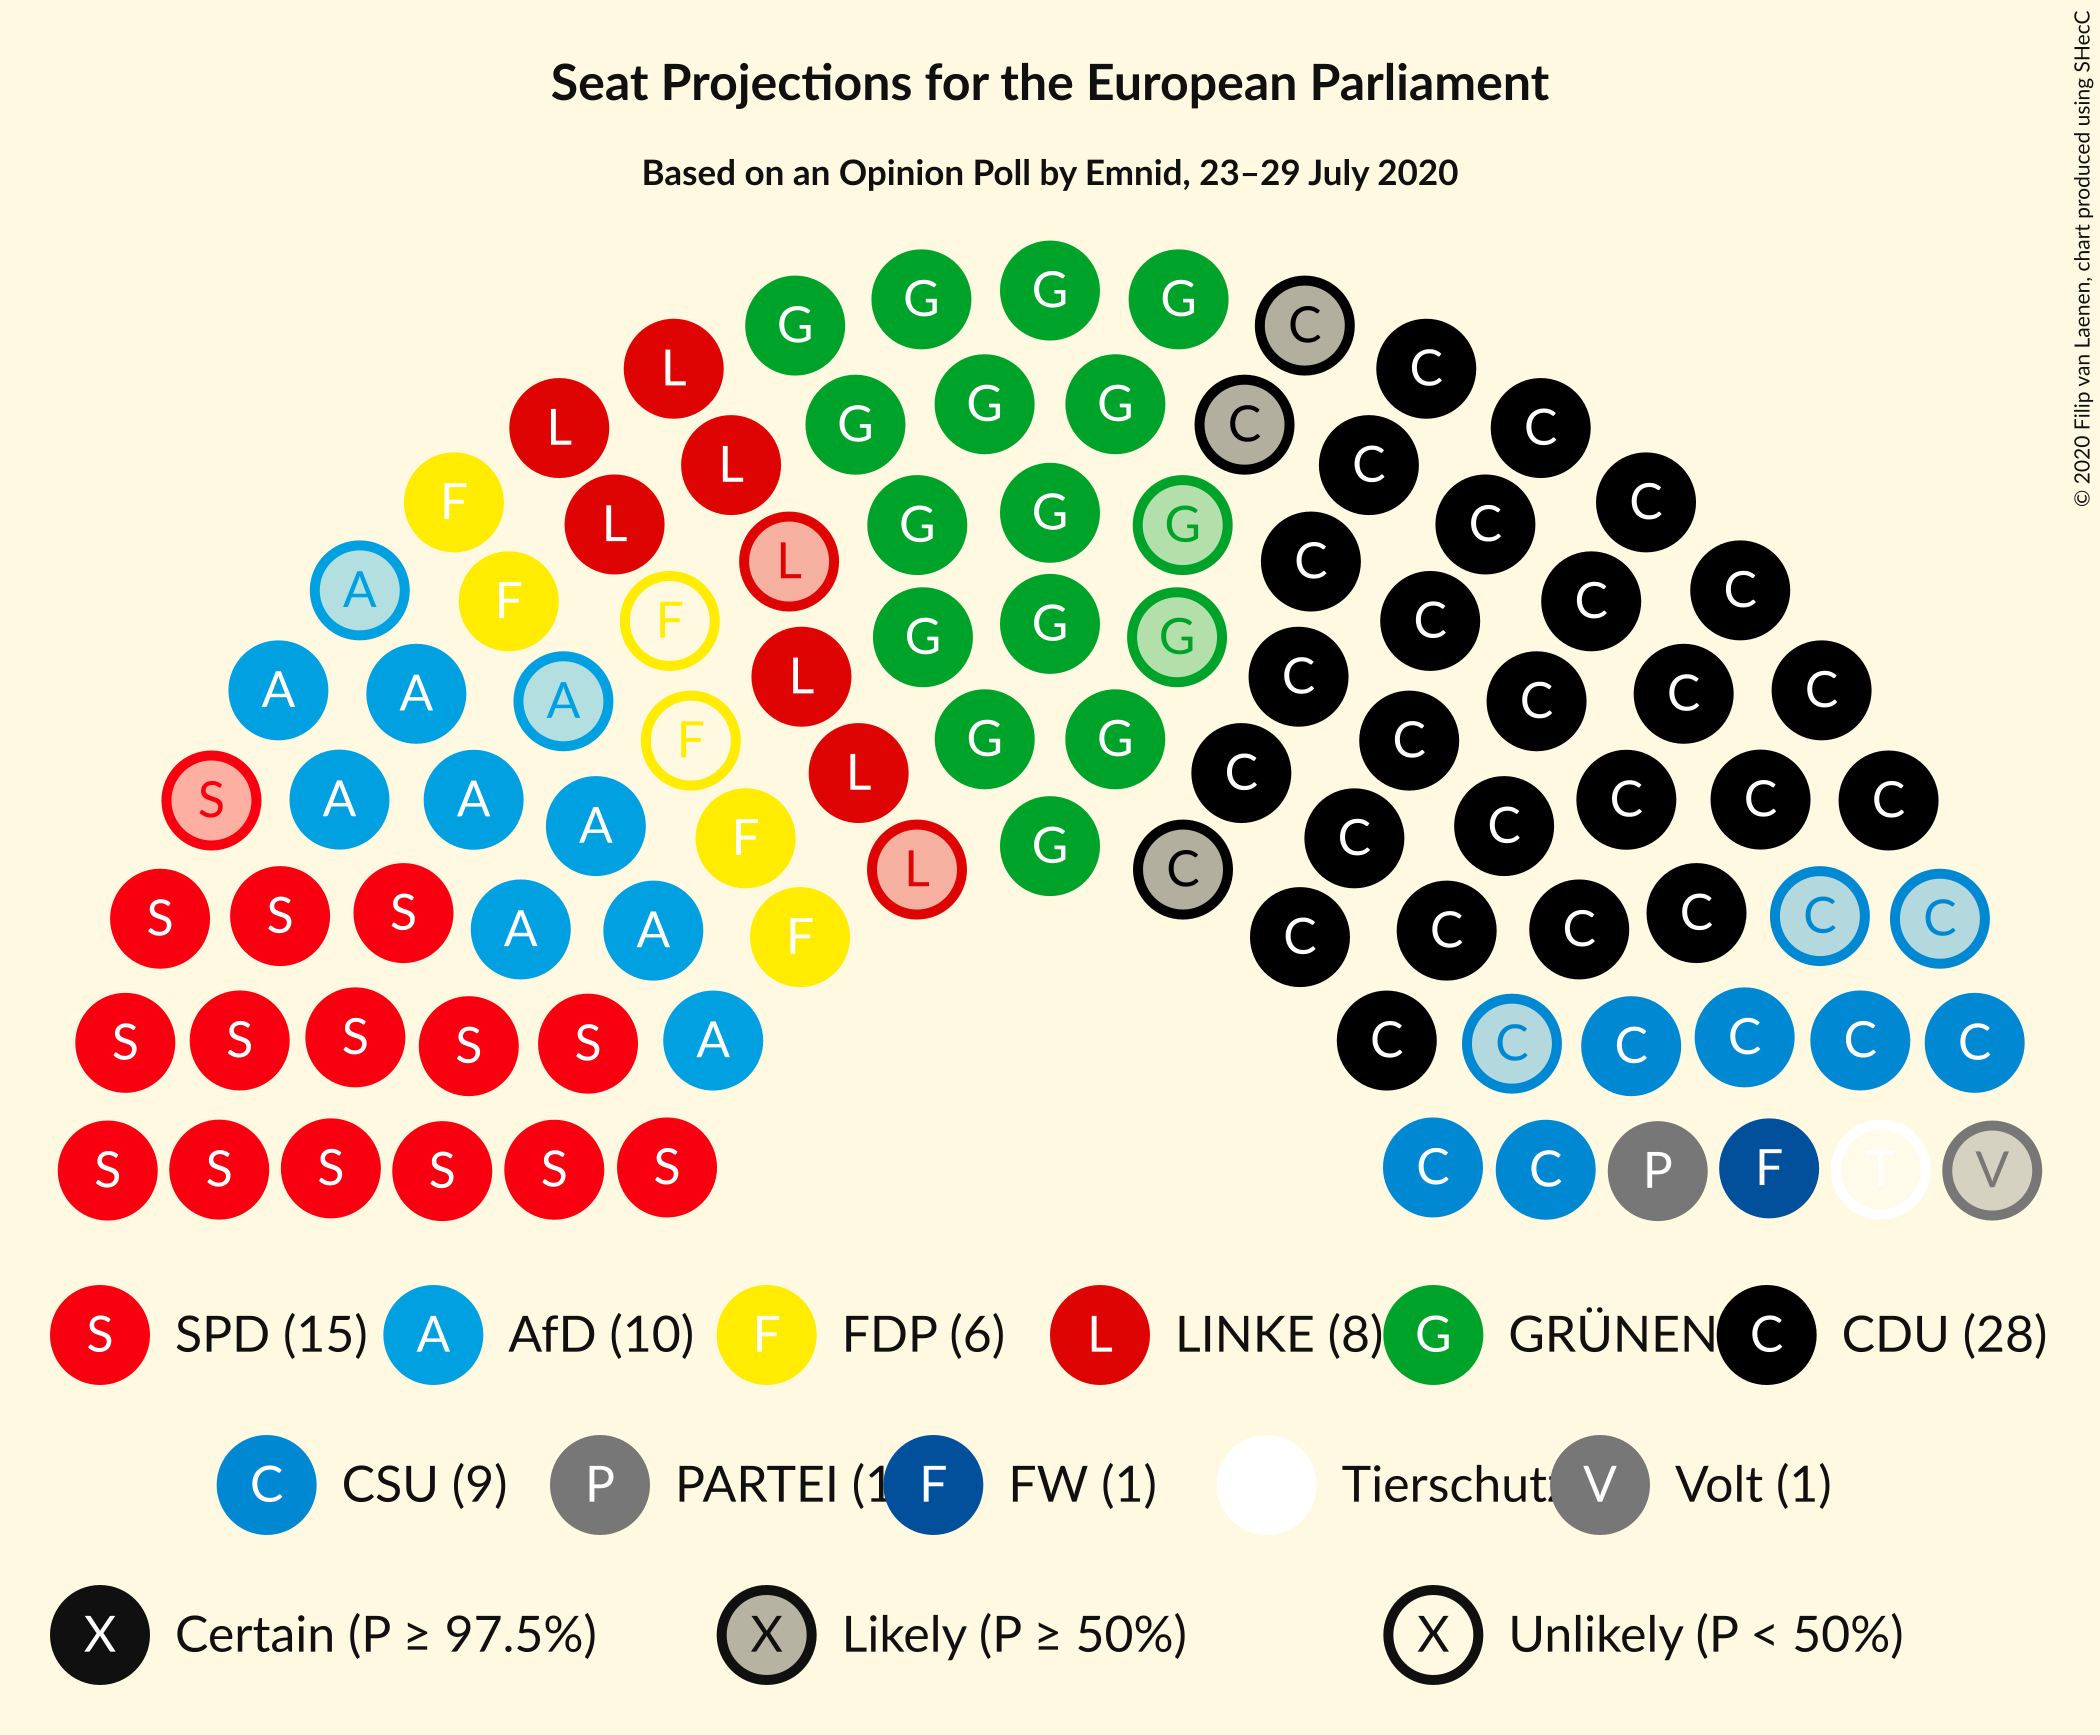 Seat Projections for the European Parliament
Based on an Opinion Poll by Emnid, 23–29 July 2020
© 2020 Filip van Laenen, chart produced using SHecC
G G G G C
L C
L G G G C C
L C
F L G G G C C
L C
A F F G G G C C C
A A A L C C C C
F G G C
S A A L C C C C
A F G C C
L C
S S S A A F C C C C C C
S S S S S A C C C C C C
S S S S S S C C P F T V
S SPD (15) A AfD (10) F FDP (6) L LINKE (8) G GRÜNEN C CDU (28)
C CSU (9) P PARTEI (1 F FW (1) Tierschutz V Volt (1)
X Certain (P ≥ 97.5%) X Likely (P ≥ 50%) X Unlikely (P < 50%)